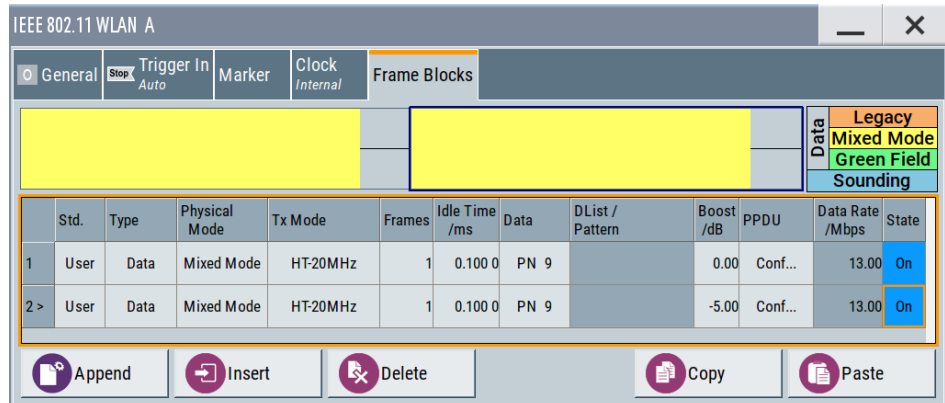 IEEE 802.11 WLAN A
0 General
Stop Trigger In Auto
Marker
Clock Internal
Frame Blocks
Data
Legacy
Mixed Mode
Green Field
Sounding
Std. Type Physical Mode Tx Mode Frames Idle Time /ms Data DList / Pattern Boost /dB PPDU Data Rate /Mbps State
1 User Data Mixed Mode HT-20MHz 1 0.100 0 PN 9 0.00 Conf... 13.00 On
2 > User Data Mixed Mode HT-20MHz 1 0.100 0 PN 9 -5.00 Conf... 13.00 On
Append Insert Delete Copy Paste